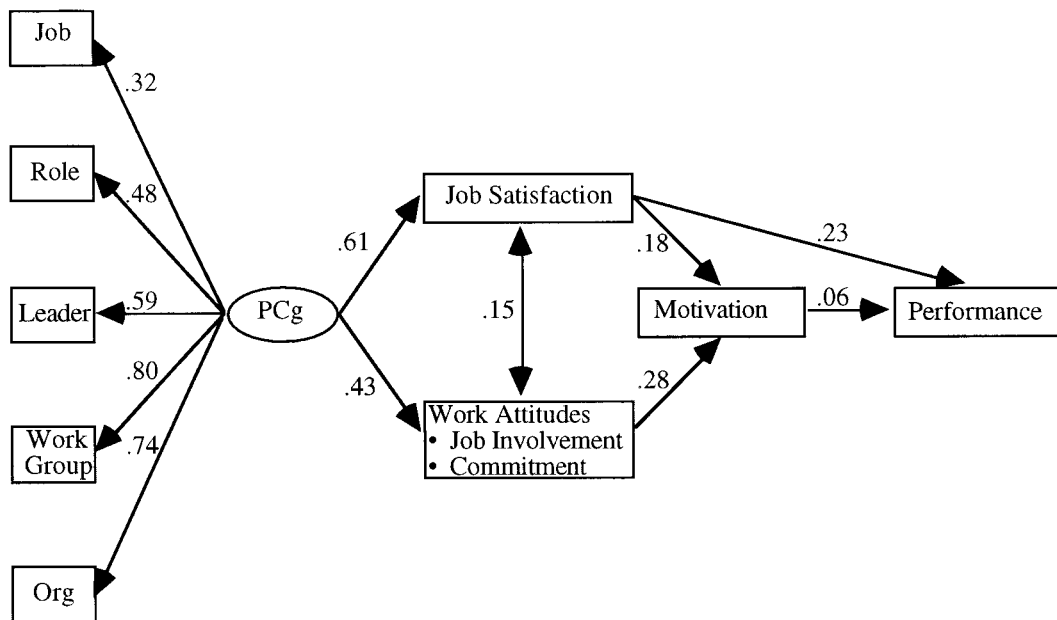 Job
.32
Role
.48
Job Satisfaction
.61
.18
.23
Leader
.59
PCg
.15
Motivation
.06
Performance
.80
.43
.28
Work Attitudes
• Job Involvement
• Commitment
Work
Group
.74
Org